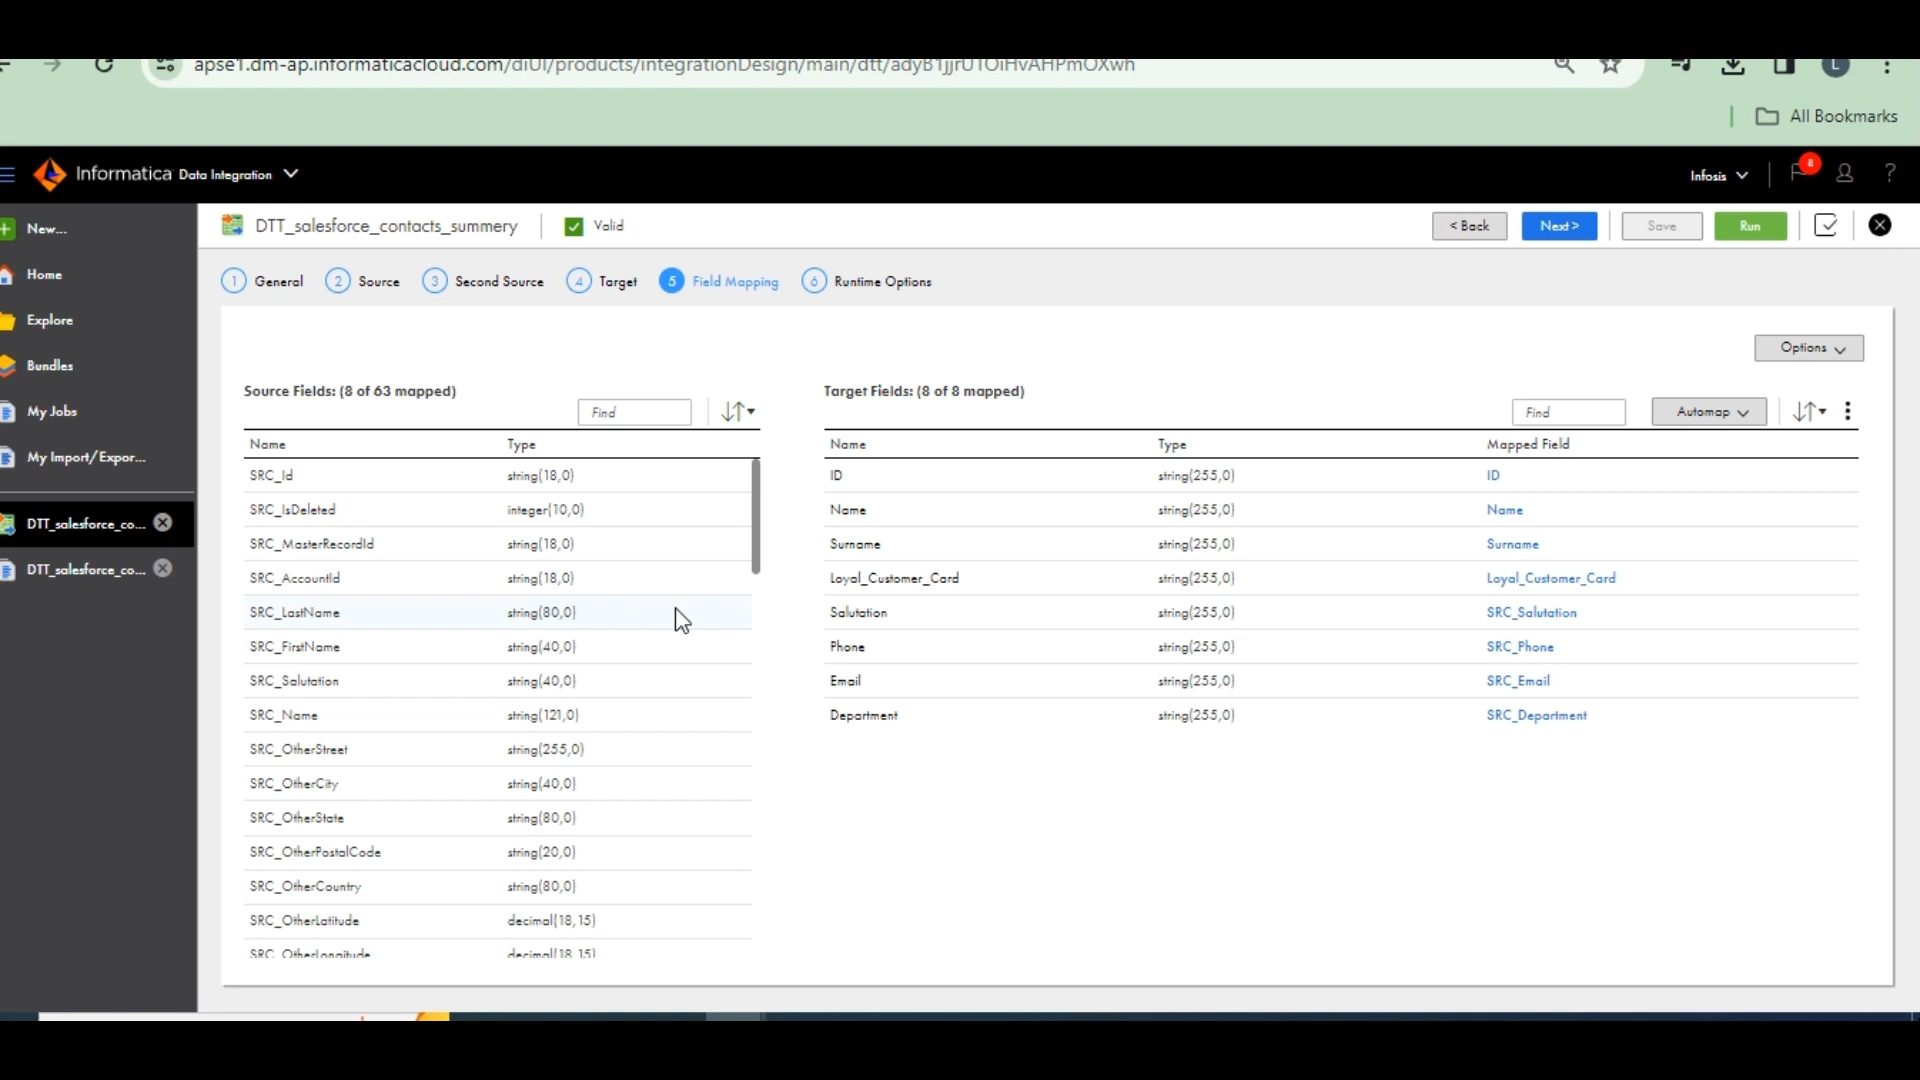 apse1.dm-ap.informaticacloud.com/diUI/products/integrationDesign/main/dtt/
L
All Bookmarks
Informatica Data Integration
Infosis
8
?
New...
DTT_salesforce_contacts_summery
Valid
< Back
Next >
Save
Run
Home
1 General 2 Source 3 Second Source 4 Target 5 Field Mapping 6 Runtime Options
Explore
Bundles
My Jobs
My Import/Expor...
DTT_salesforce_co...
DTT_salesforce_co...
Options
Source Fields: (8 of 63 mapped)
Find
Name Type
SRC_Id string(18,0)
SRC_IsDeleted integer(10,0)
SRC_MasterRecordId string(18,0)
SRC_AccountId string(18,0)
SRC_LastName string(80,0)
SRC_FirstName string(40,0)
SRC_Salutation string(40,0)
SRC_Name string(121,0)
SRC_OtherStreet string(255,0)
SRC_OtherCity string(40,0)
SRC_OtherState string(80,0)
SRC_OtherPostalCode string(20,0)
SRC_OtherCountry string(80,0)
SRC_OtherLatitude decimal(18,15)
SRC_OtherLongitude decimal(18,15)
Target Fields: (8 of 8 mapped)
Find
Automap
Name Type Mapped Field
ID string(255,0) ID
Name string(255,0) Name
Surname string(255,0) Surname
Loyal_Customer_Card string(255,0) Loyal_Customer_Card
Salutation string(255,0) SRC_Salutation
Phone string(255,0) SRC_Phone
Email string(255,0) SRC_Email
Department string(255,0) SRC_Department